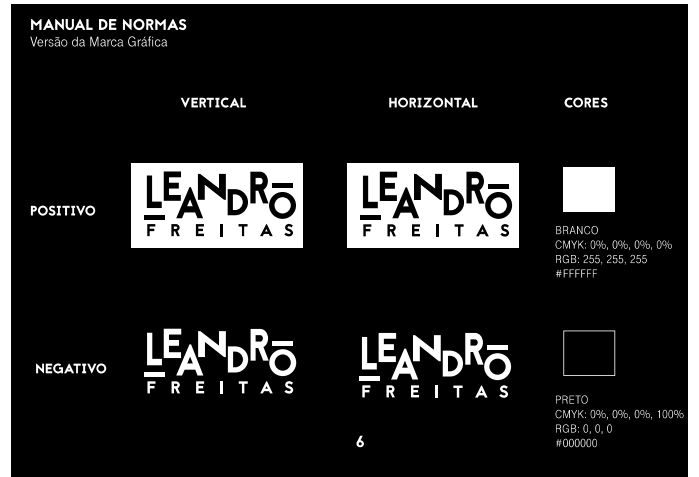 MANUAL DE NORMAS
Versão da Marca Gráfica
VERTICAL
HORIZONTAL
CORES
POSITIVO
LEANDRO
FREITAS
LEANDRO
FREITAS
BRANCO
CMYK: 0%, 0%, 0%, 0%
RGB: 255, 255, 255
#FFFFFF
NEGATIVO
LEANDRO
FREITAS
LEANDRO
FREITAS
PRETO
CMYK: 0%, 0%, 0%, 100%
RGB: 0, 0, 0
#000000
6